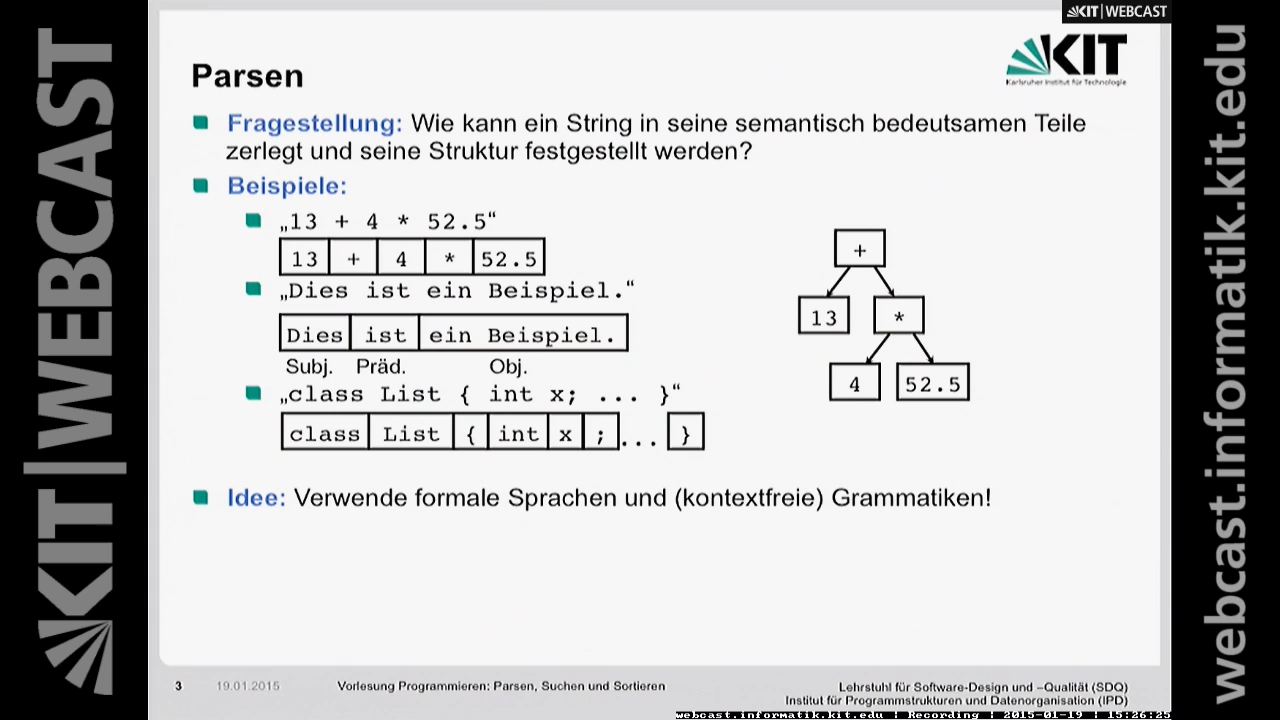 KIT|WEBCAST
KIT|WEBCAST
webcast.informatik.kit.edu
KIT
Karlsruher Institut für Technologie
Parsen
Fragestellung: Wie kann ein String in seine semantisch bedeutsamen Teile
zerlegt und seine Struktur festgestellt werden?
Beispiele:
„13 + 4 * 52.5“
13 + 4 * 52.5
„Dies ist ein Beispiel.“
Dies ist ein Beispiel.
Subj. Präd. Obj.
„class List { int x; ... }“
class List { int x ; ... }
+
13 *
4 52.5
Idee: Verwende formale Sprachen und (kontextfreie) Grammatiken!
3 19.01.2015 Vorlesung Programmieren: Parsen, Suchen und Sortieren
Lehrstuhl für Software-Design und –Qualität (SDQ)
Institut für Programmstrukturen und Datenorganisation (IPD)
webcast.informatik.kit.edu | Recording | 2015-01-19 | 15:26:25